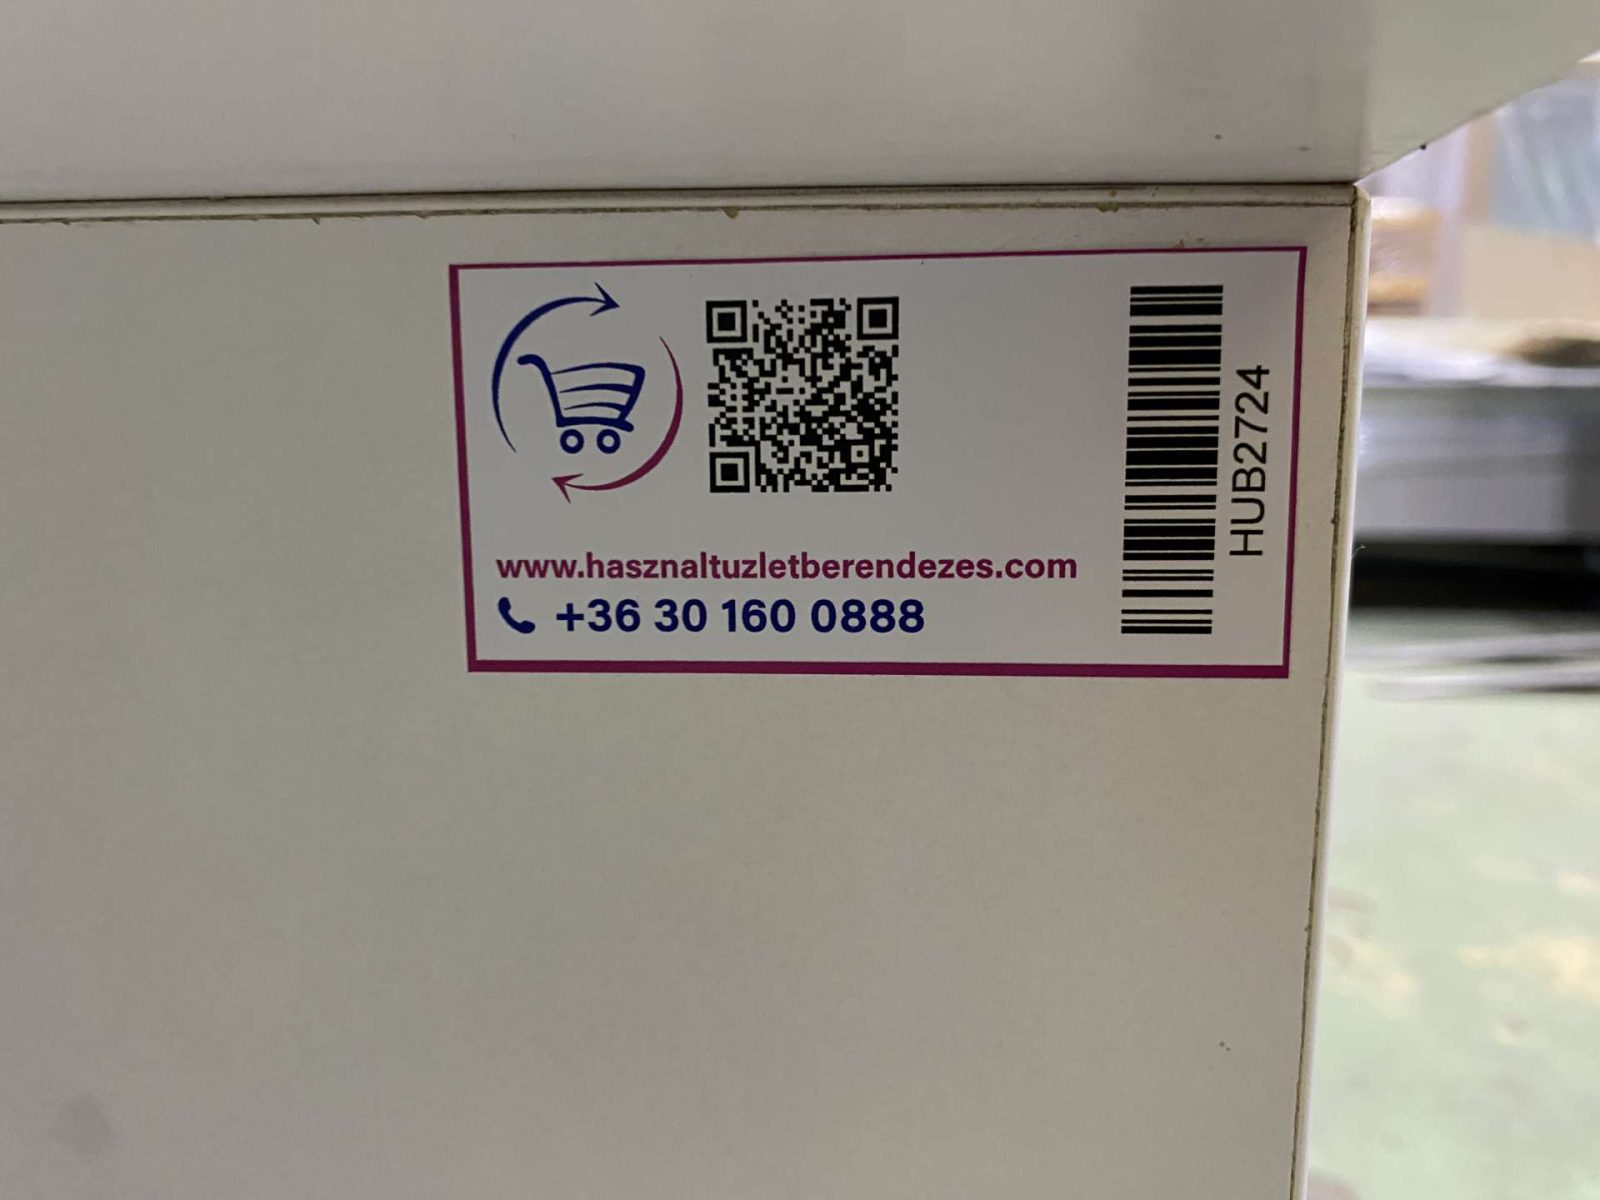 www.hasznaltuzletberendezes.com
+36 30 160 0888
HUB2724